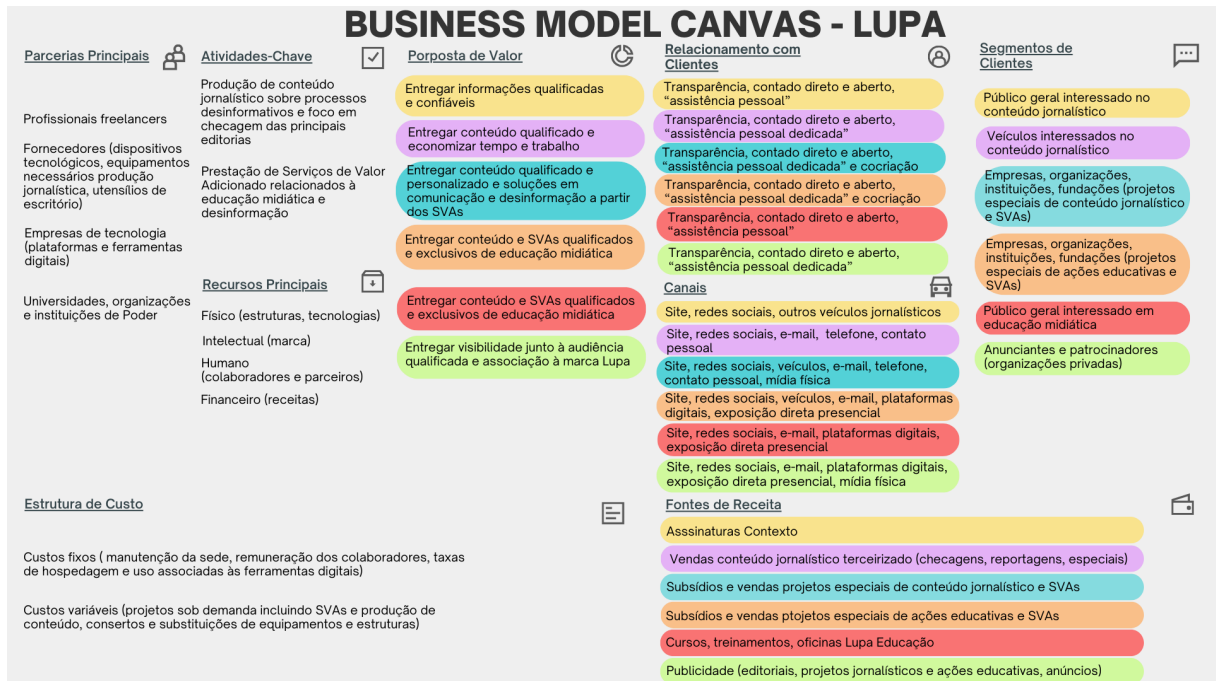 BUSINESS MODEL CANVAS - LUPA
Parcerias Principais
Profissionais freelancers
Fornecedores (dispositivos
tecnológicos, equipamentos
necessários produção
jornalística, utensílios de
escritório)
Empresas de tecnologia
(plataformas e ferramentas
digitais)
Universidades, organizações
e instituições de Poder
Atividades-Chave
Produção de conteúdo
jornalístico sobre processos
desinformativos e foco em
checagem das principais
editorias
Prestação de Serviços de Valor
Adicionado relacionados à
educação midiática e
desinformação
Recursos Principais
Físico (estruturas, tecnologias)
Intelectual (marca)
Humano
(colaboradores e parceiros)
Financeiro (receitas)
Porposta de Valor
Entregar informações qualificadas
e confiáveis
Entregar conteúdo qualificado e
economizar tempo e trabalho
Entregar conteúdo qualificado e
personalizado e soluções em
comunicação e desinformação a partir
dos SVAs
Entregar conteúdo e SVAs qualificados
e exclusivos de educação midiática
Entregar conteúdo e SVAs qualificados
e exclusivos de educação midiática
Entregar visibilidade junto à audiência
qualificada e associação à marca Lupa
Relacionamento com
Clientes
Transparência, contado direto e aberto,
“assistência pessoal”
Transparência, contado direto e aberto,
“assistência pessoal dedicada”
Transparência, contado direto e aberto,
“assistência pessoal dedicada” e cocriação
Transparência, contado direto e aberto,
“assistência pessoal dedicada” e cocriação
Transparência, contado direto e aberto,
“assistência pessoal”
Transparência, contado direto e aberto,
“assistência pessoal dedicada”
Canais
Site, redes sociais, outros veículos jornalísticos
Site, redes sociais, e-mail, telefone, contato
pessoal
Site, redes sociais, veículos, e-mail, telefone,
contato pessoal, mídia física
Site, redes sociais, veículos, e-mail, plataformas
digitais, exposição direta presencial
Site, redes sociais, e-mail, plataformas digitais,
exposição direta presencial
Site, redes sociais, e-mail, plataformas digitais,
exposição direta presencial, mídia física
Segmentos de
Clientes
Público geral interessado no
conteúdo jornalístico
Veículos interessados no
conteúdo jornalístico
Empresas, organizações,
instituições, fundações (projetos
especiais de conteúdo jornalístico
e SVAs)
Empresas, organizações,
instituições, fundações (projetos
especiais de ações educativas e
SVAs)
Público geral interessado em
educação midiática
Anunciantes e patrocinadores
(organizações privadas)
Estrutura de Custo
Custos fixos ( manutenção da sede, remuneração dos colaboradores, taxas
de hospedagem e uso associadas às ferramentas digitais)
Custos variáveis (projetos sob demanda incluindo SVAs e produção de
conteúdo, consertos e substituições de equipamentos e estruturas)
Fontes de Receita
Asssinaturas Contexto
Vendas conteúdo jornalístico terceirizado (checagens, reportagens, especiais)
Subsídios e vendas projetos especiais de conteúdo jornalístico e SVAs
Subsídios e vendas ptojetos especiais de ações educativas e SVAs
Cursos, treinamentos, oficinas Lupa Educação
Publicidade (editoriais, projetos jornalísticos e ações educativas, anúncios)